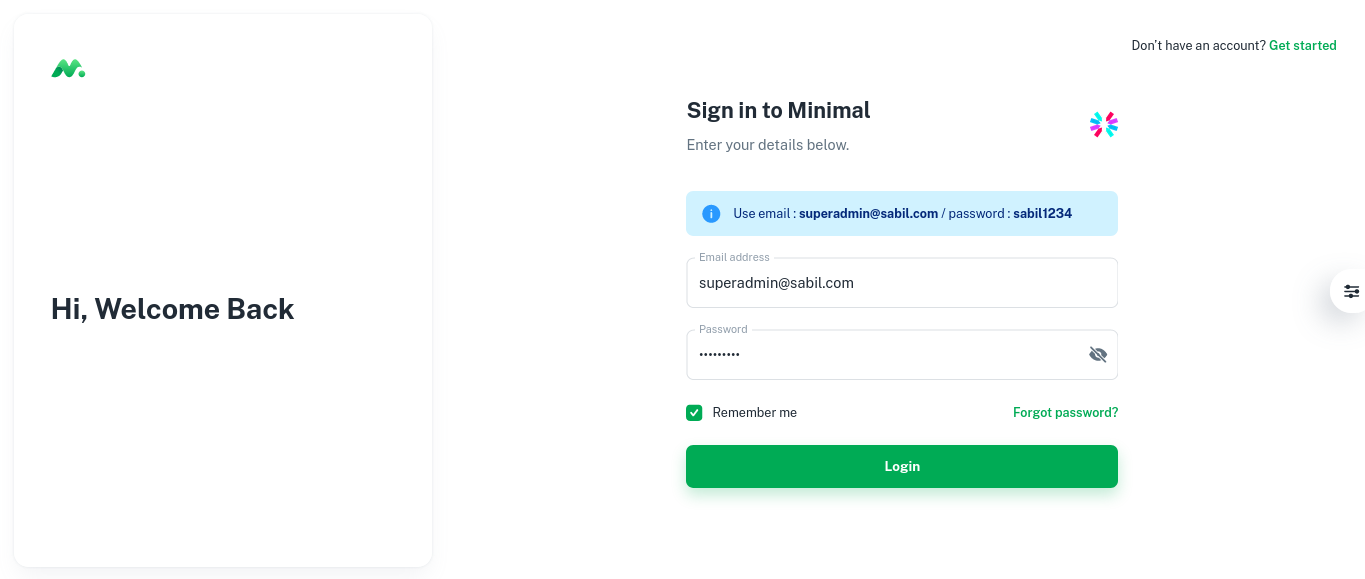 Don't have an account? Get started
Sign in to Minimal
Enter your details below.
Use email : superadmin@sabil.com / password : sabil1234
Email address
superadmin@sabil.com
Hi, Welcome Back
Password
•••••••••
Remember me
Forgot password?
Login